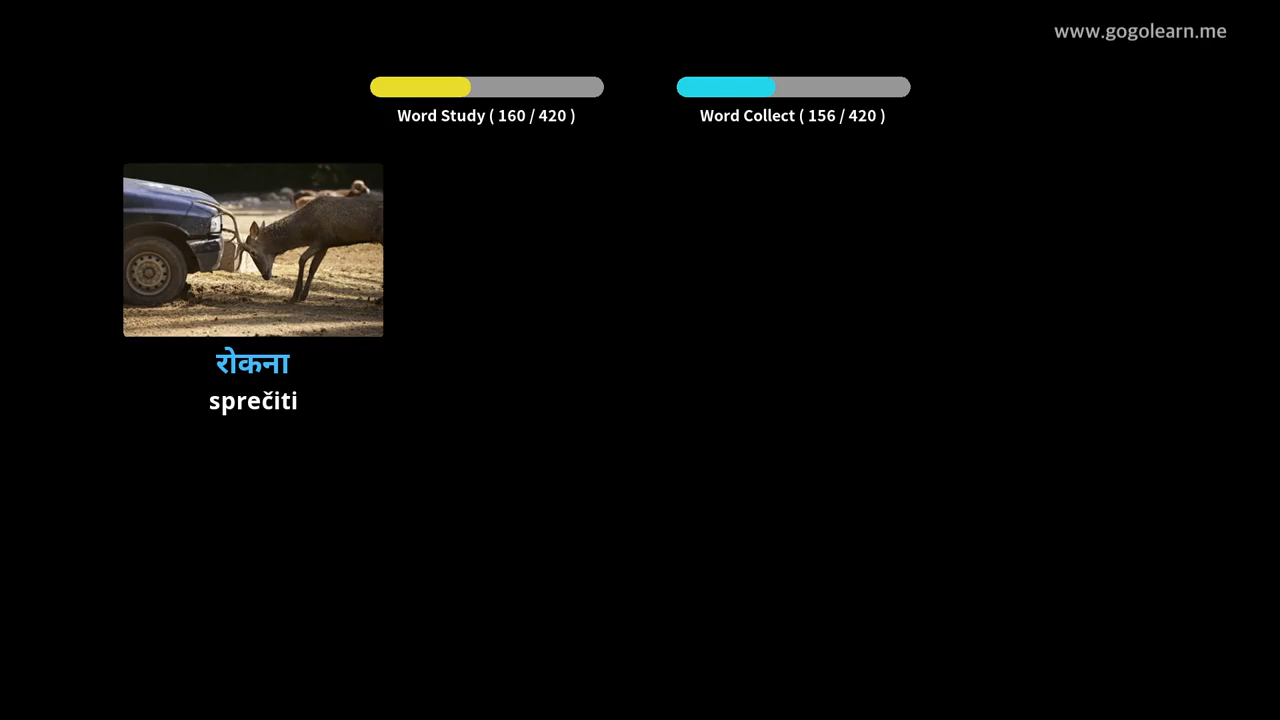 www.gogolearn.me
Word Study ( 160 / 420 )
Word Collect ( 156 / 420 )
रोकना
sprečiti